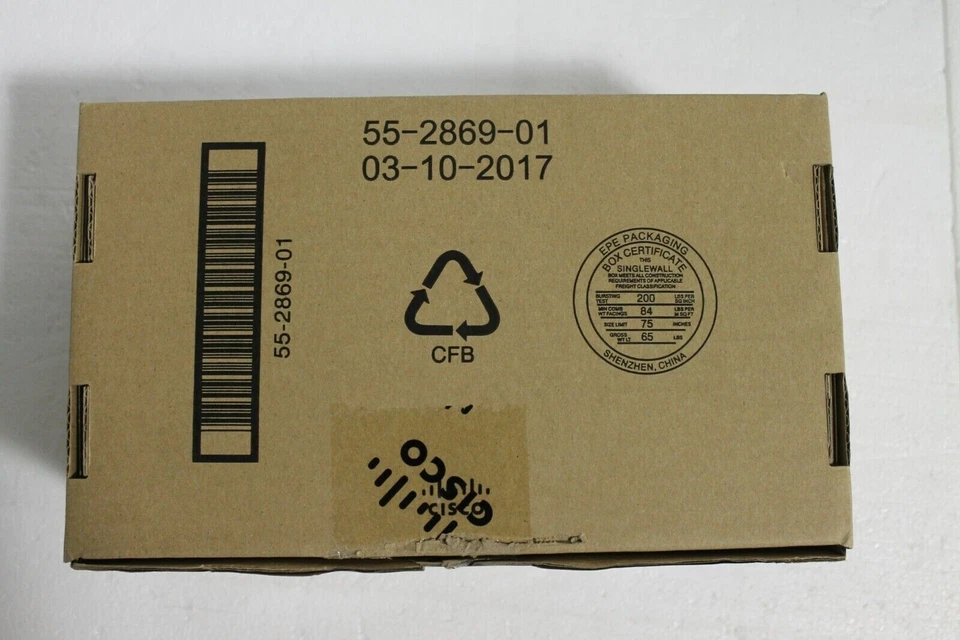 55-2869-01
03-10-2017
55-2869-01
CFB
EPE PACKAGING
BOX CERTIFICATE
THIS
SINGLEWALL
BOX MEETS ALL CONSTRUCTION
REQUIREMENTS OF APPLICABLE
FREIGHT CLASSIFICATION
BURSTING TEST 200 LBS PER SQ INCH
MIN COMB WT FACINGS 84 LBS PER M SQ FT
SIZE LIMIT 75 INCHES
GROSS WT LT 65 LBS
SHENZHEN, CHINA
CISCO
CISCO